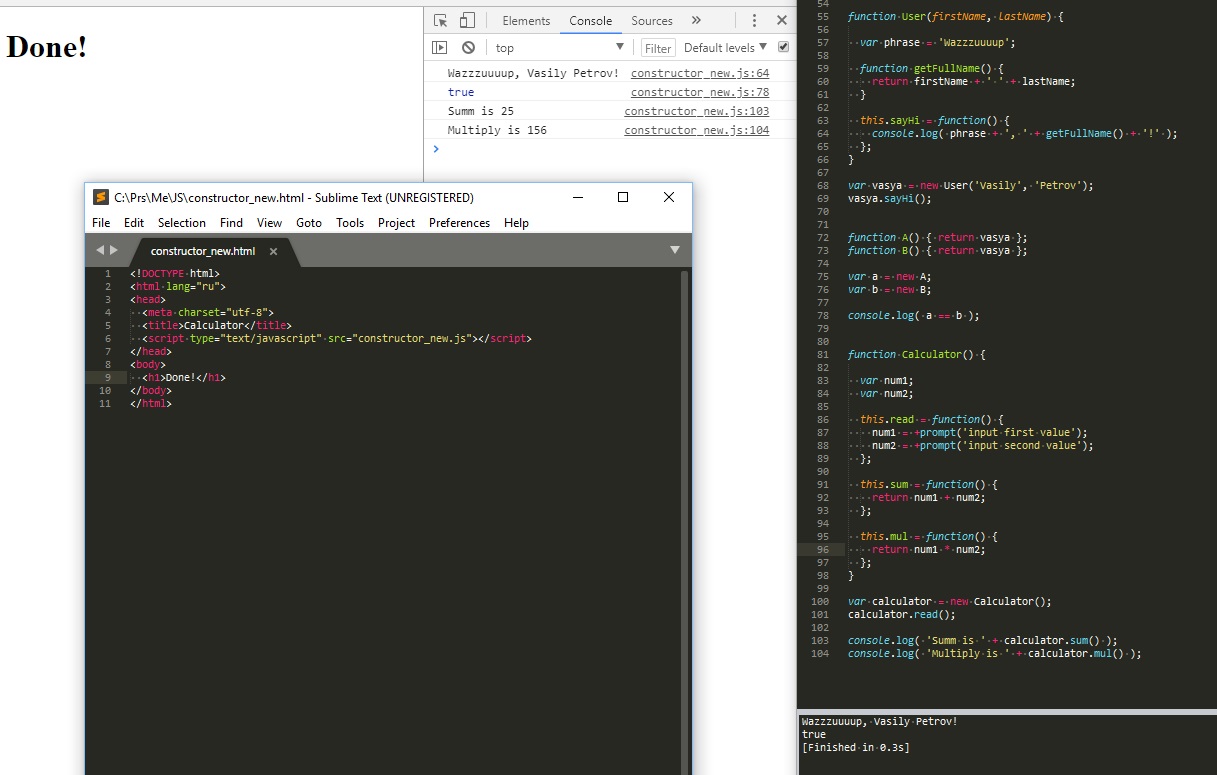 Done!
Elements Console Sources »
top Filter Default levels
Wazzzuuuup, Vasily Petrov! constructor_new.js:64
true constructor_new.js:78
Summ is 25 constructor_new.js:103
Multiply is 156 constructor_new.js:104
>
C:\Prs\Me\JS\constructor_new.html - Sublime Text (UNREGISTERED)
File Edit Selection Find View Goto Tools Project Preferences Help
constructor_new.html ×
1 <!DOCTYPE html>
2 <html lang="ru">
3 <head>
4   <meta charset="utf-8">
5   <title>Calculator</title>
6   <script type="text/javascript" src="constructor_new.js"></script>
7 </head>
8 <body>
9   <h1>Done!</h1>
10 </body>
11 </html>
54
55 function User(firstName, lastName) {
56
57   var phrase = 'Wazzzuuuup';
58
59   function getFullName() {
60     return firstName + ' ' + lastName;
61   }
62
63   this.sayHi = function() {
64     console.log( phrase + ', ' + getFullName() + '!' );
65   };
66 }
67
68 var vasya = new User('Vasily', 'Petrov');
69 vasya.sayHi();
70
71
72 function A() { return vasya };
73 function B() { return vasya };
74
75 var a = new A;
76 var b = new B;
77
78 console.log( a == b );
79
80
81 function Calculator() {
82
83   var num1;
84   var num2;
85
86   this.read = function() {
87     num1 = +prompt('input first value');
88     num2 = +prompt('input second value');
89   };
90
91   this.sum = function() {
92     return num1 + num2;
93   };
94
95   this.mul = function() {
96     return num1 * num2;
97   };
98 }
99
100 var calculator = new Calculator();
101 calculator.read();
102
103 console.log( 'Summ is ' + calculator.sum() );
104 console.log( 'Multiply is ' + calculator.mul() );
Wazzzuuuup, Vasily Petrov!
true
[Finished in 0.3s]